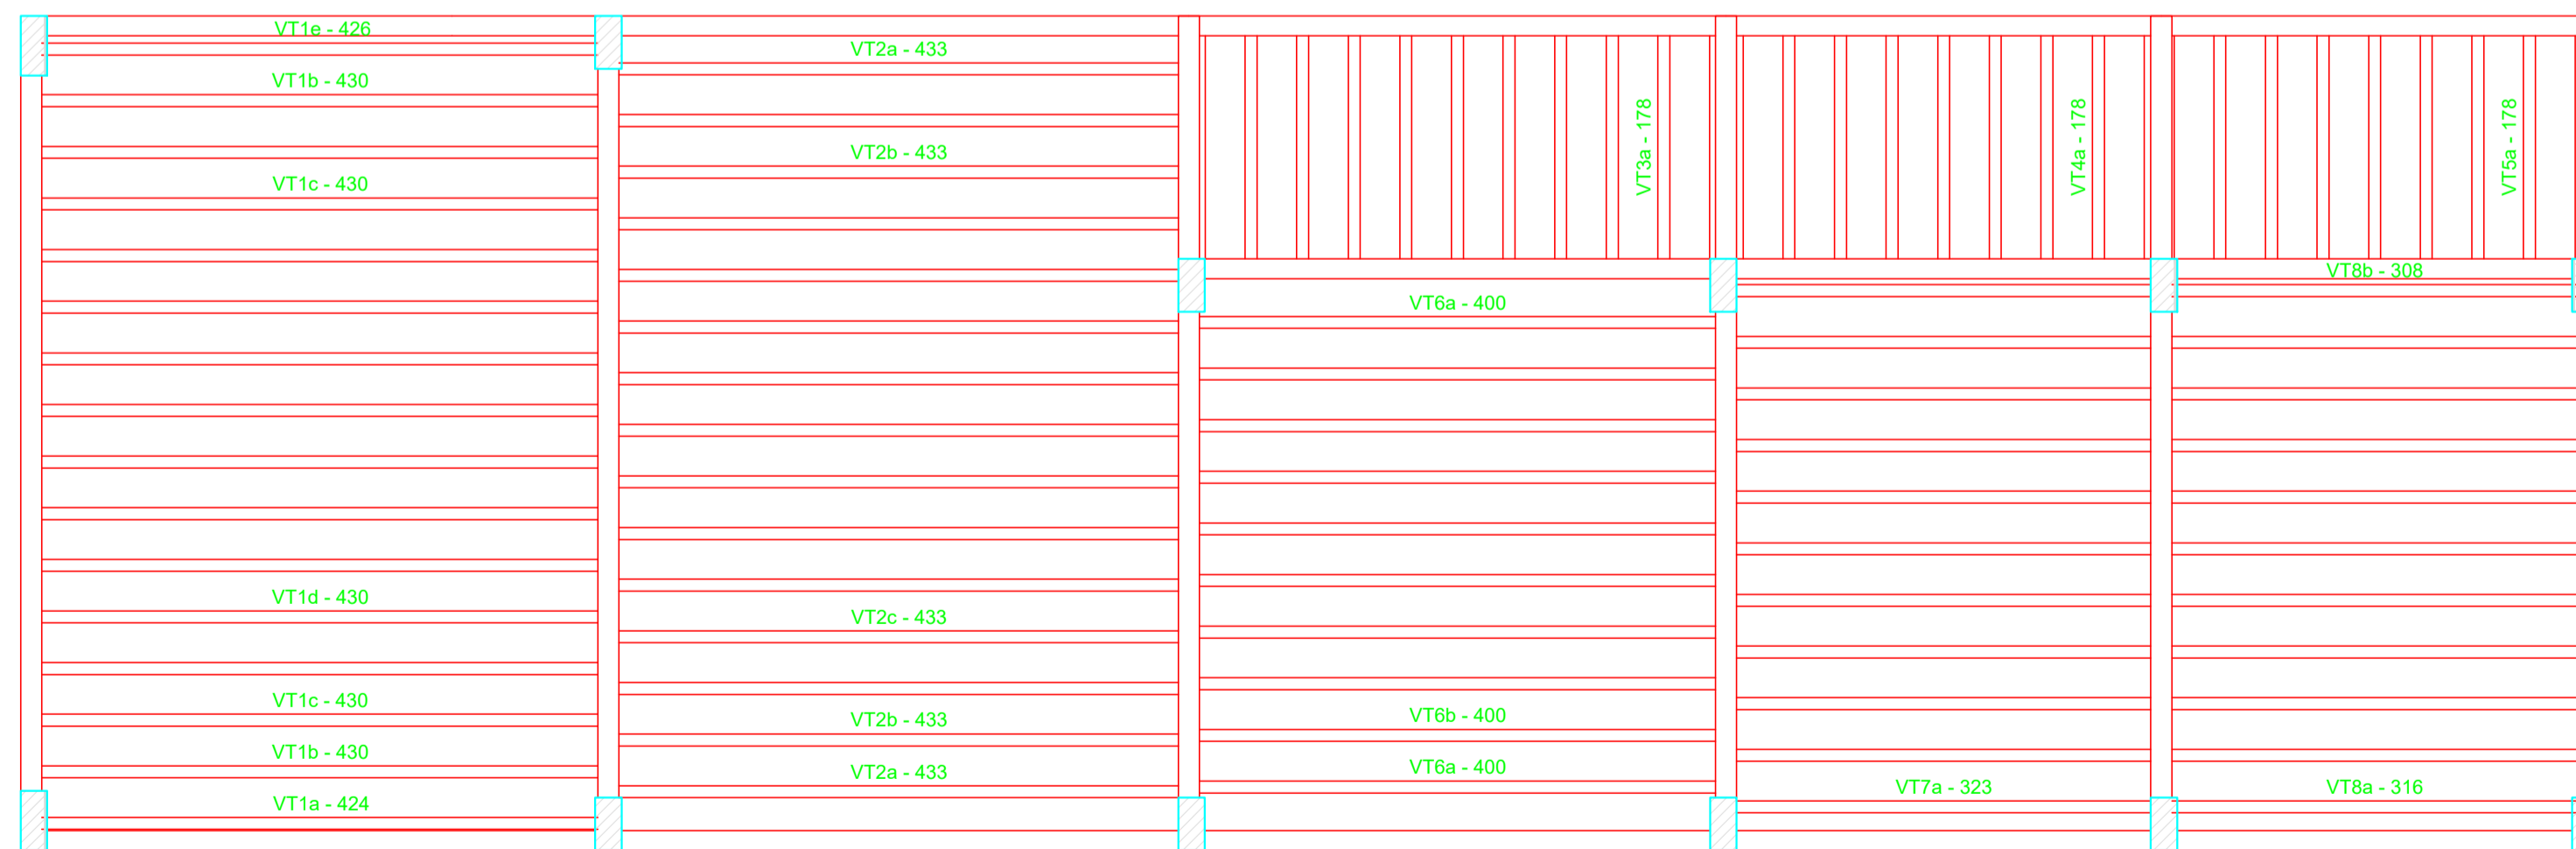 VT1e - 426
VT1b - 430
VT1c - 430
VT1d - 430
VT1c - 430
VT1b - 430
VT1a - 424
VT2a - 433
VT2b - 433
VT2c - 433
VT2b - 433
VT2a - 433
VT3a - 178
VT4a - 178
VT5a - 178
VT6a - 400
VT6b - 400
VT6a - 400
VT7a - 323
VT8b - 308
VT8a - 316